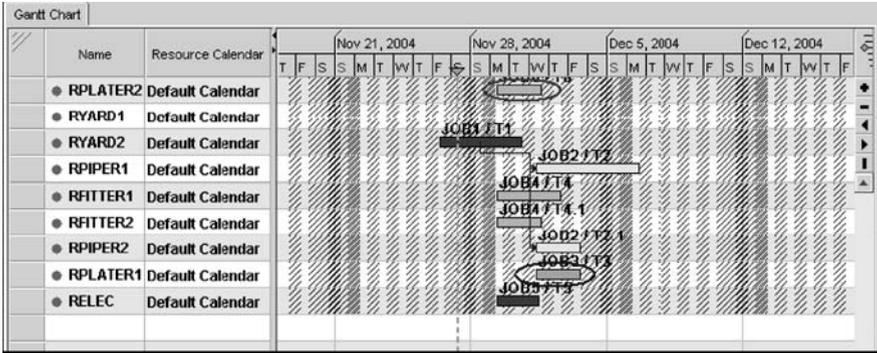 Gantt Chart
Name Resource Calendar Nov 21, 2004 Nov 28, 2004 Dec 5, 2004 Dec 12, 2004
T F S S M T W T F S S M T W T F S S M T W T F S S M T W T F
RPLATER2 Default Calendar
RYARD1 Default Calendar
RYARD2 Default Calendar JOB1 / T1
RPIPER1 Default Calendar JOB2 / T2
RFITTER1 Default Calendar JOB4 / T4
RFITTER2 Default Calendar JOB4 / T4.1
RPIPER2 Default Calendar JOB2 / T2.1
RPLATER1 Default Calendar JOB3 / T3
RELEC Default Calendar JOB5 / T5